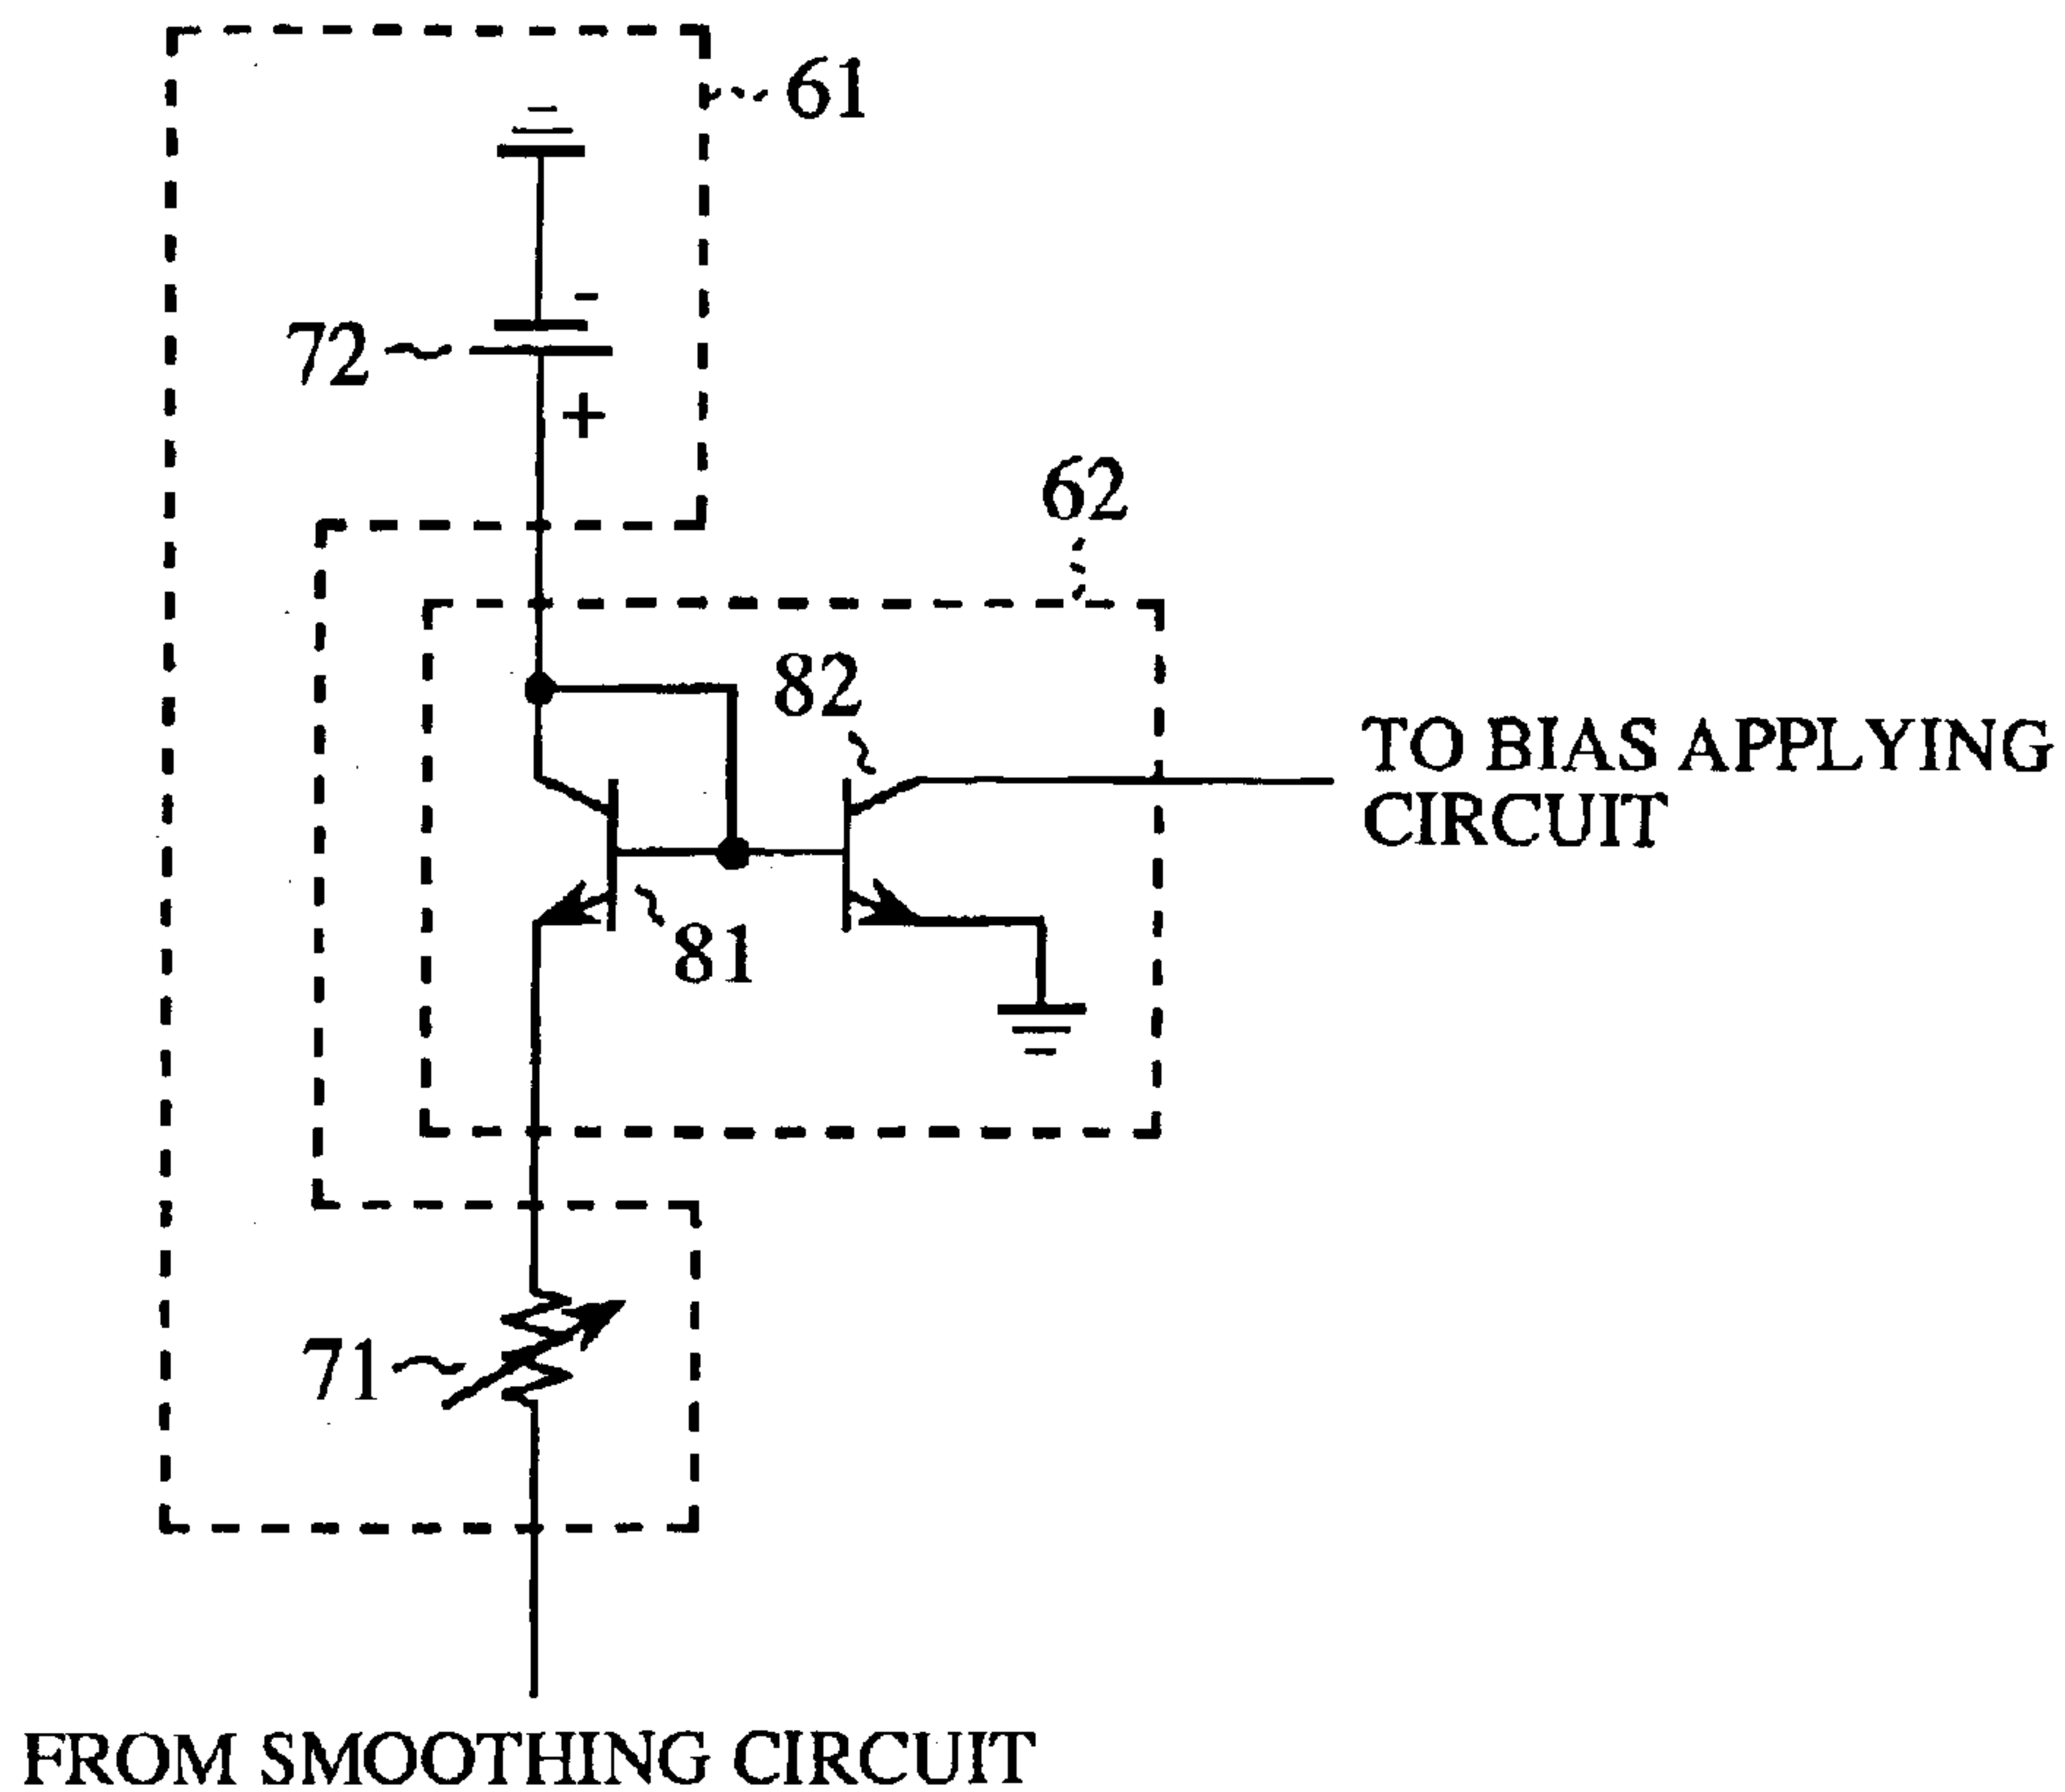 61
-
72
+
62
82
TO BIAS APPLYING
CIRCUIT
81
71
FROM SMOOTHING CIRCUIT